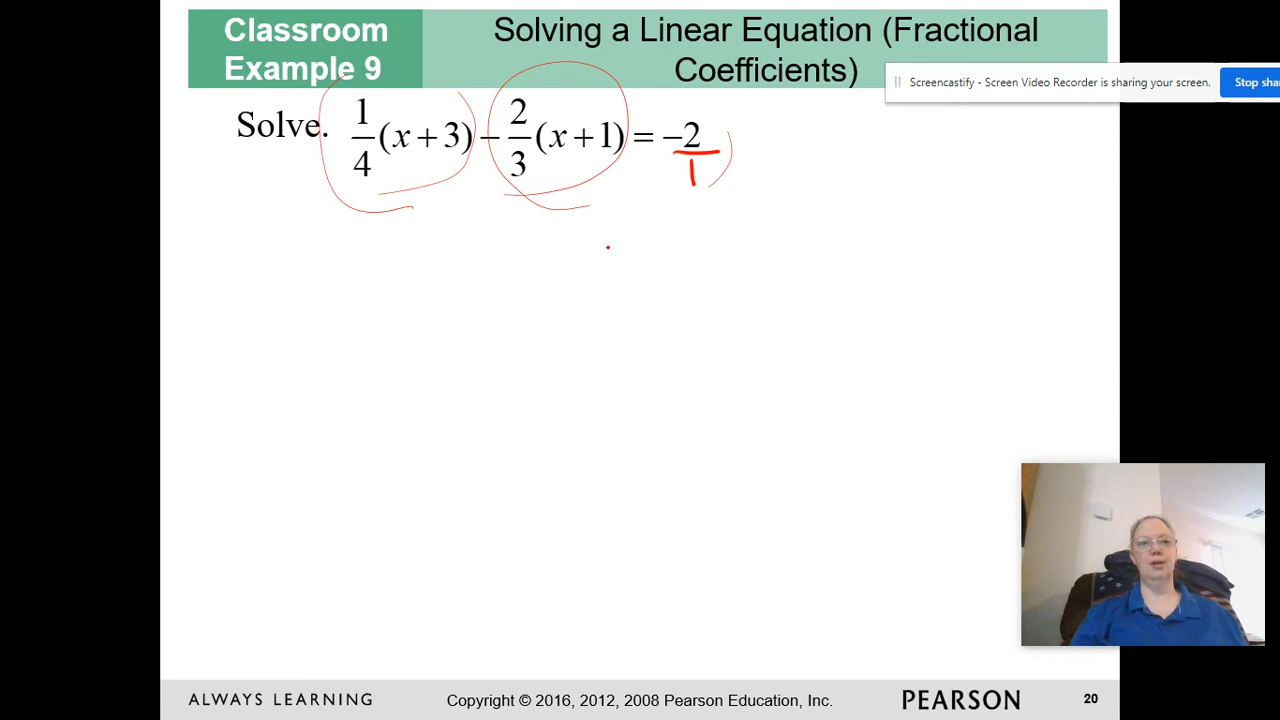 Classroom
Example 9
Solving a Linear Equation (Fractional
Coefficients)
Screencastify - Screen Video Recorder is sharing your screen.
Stop sha
Solve. 1/4(x + 3) − 2/3(x + 1) = −2
1
ALWAYS LEARNING
Copyright © 2016, 2012, 2008 Pearson Education, Inc.
PEARSON
20